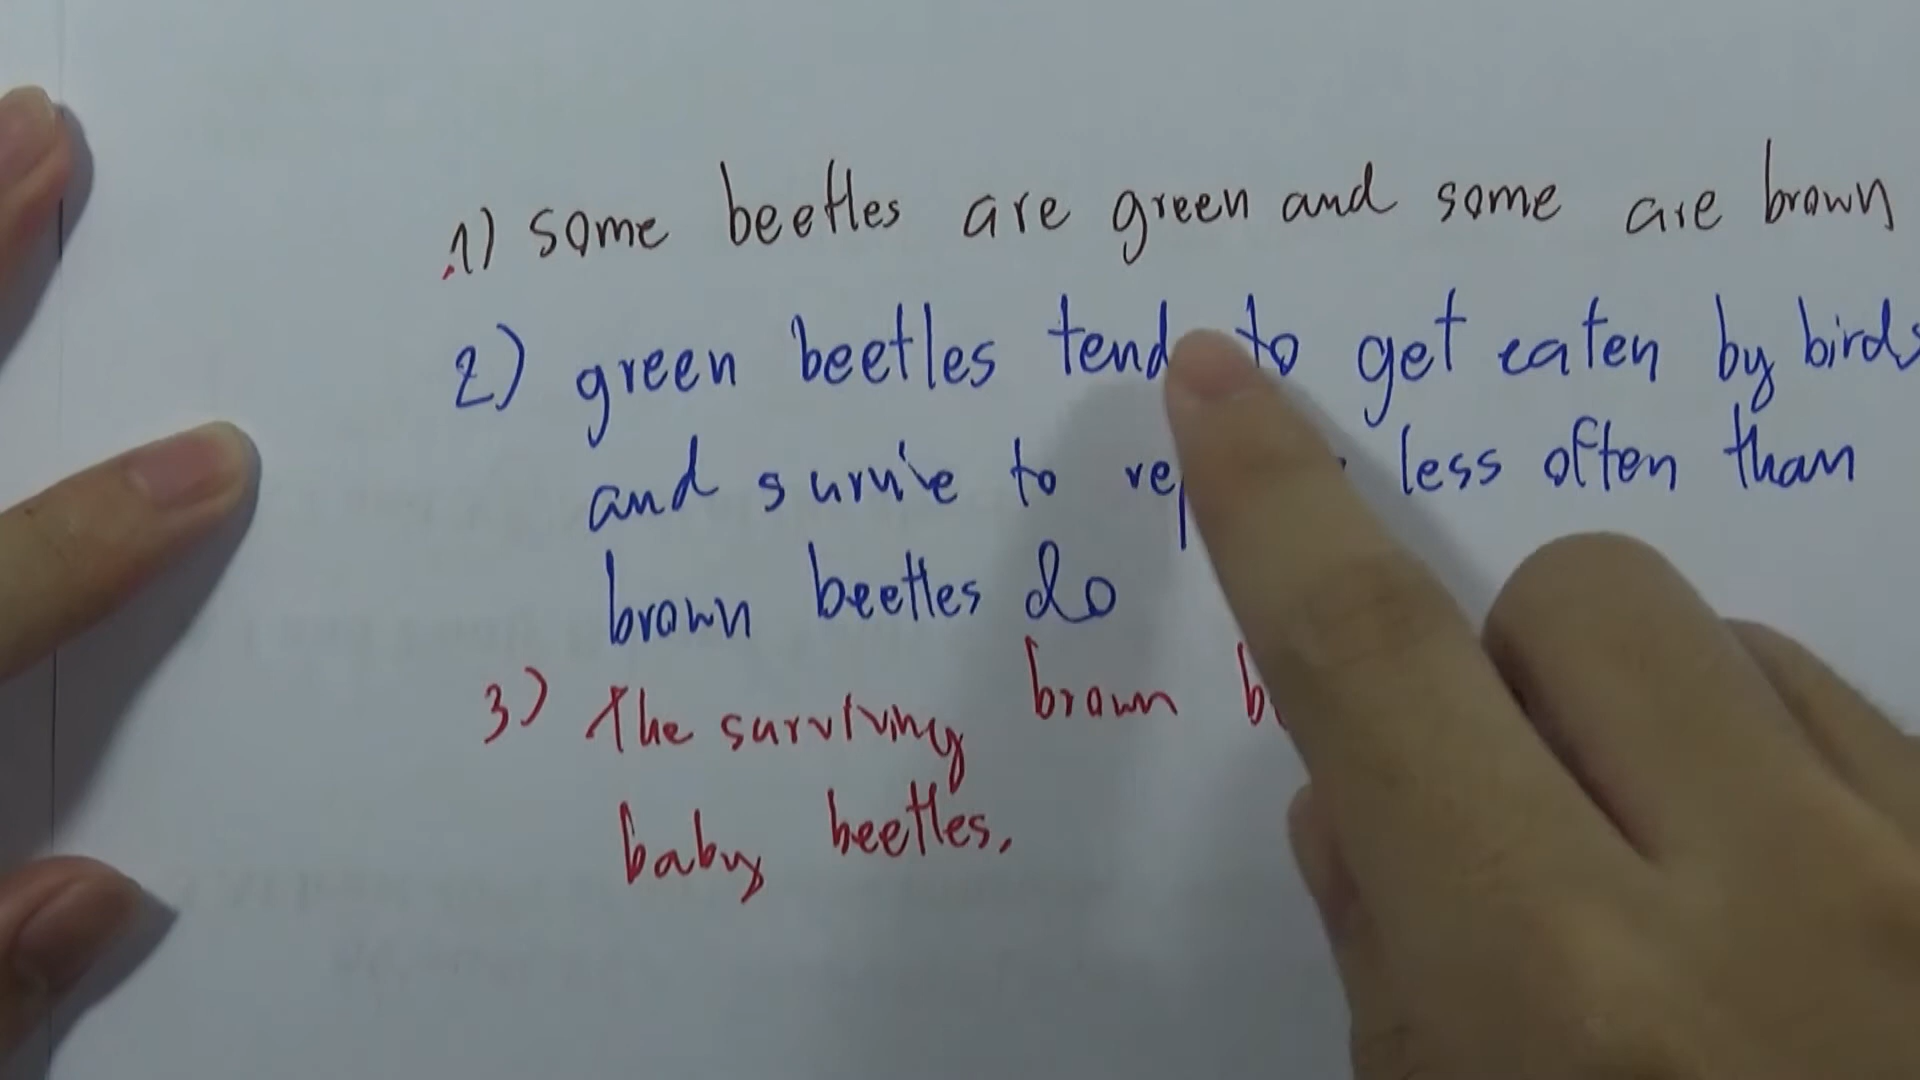 1) some beetles are green and some are brown
2) green beetles tend to get eaten by birds
and survive to less often than
brown beetles do
3) The surviving brown
baby beetles.